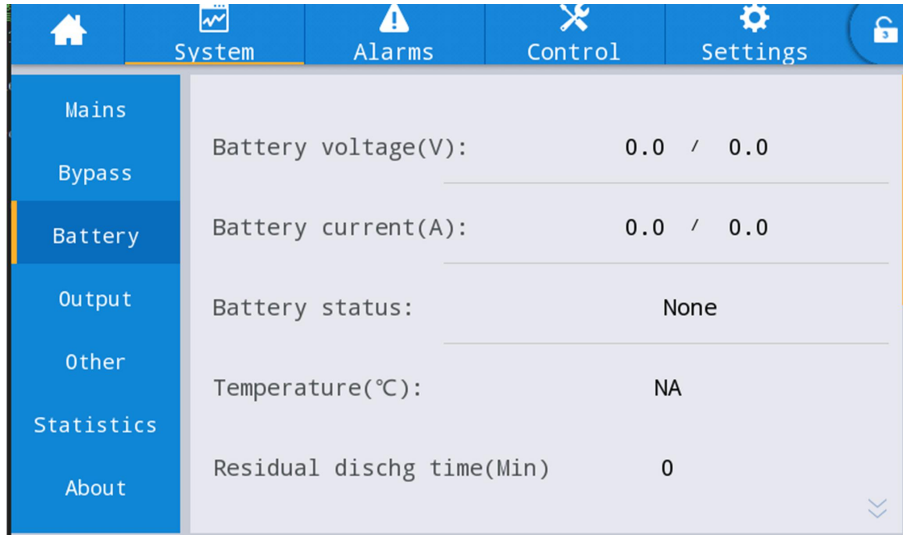 System
Alarms
Control
Settings
3
Mains
Bypass
Battery
Output
Other
Statistics
About
Battery voltage(V): 0.0 / 0.0
Battery current(A): 0.0 / 0.0
Battery status: None
Temperature(℃): NA
Residual dischg time(Min) 0